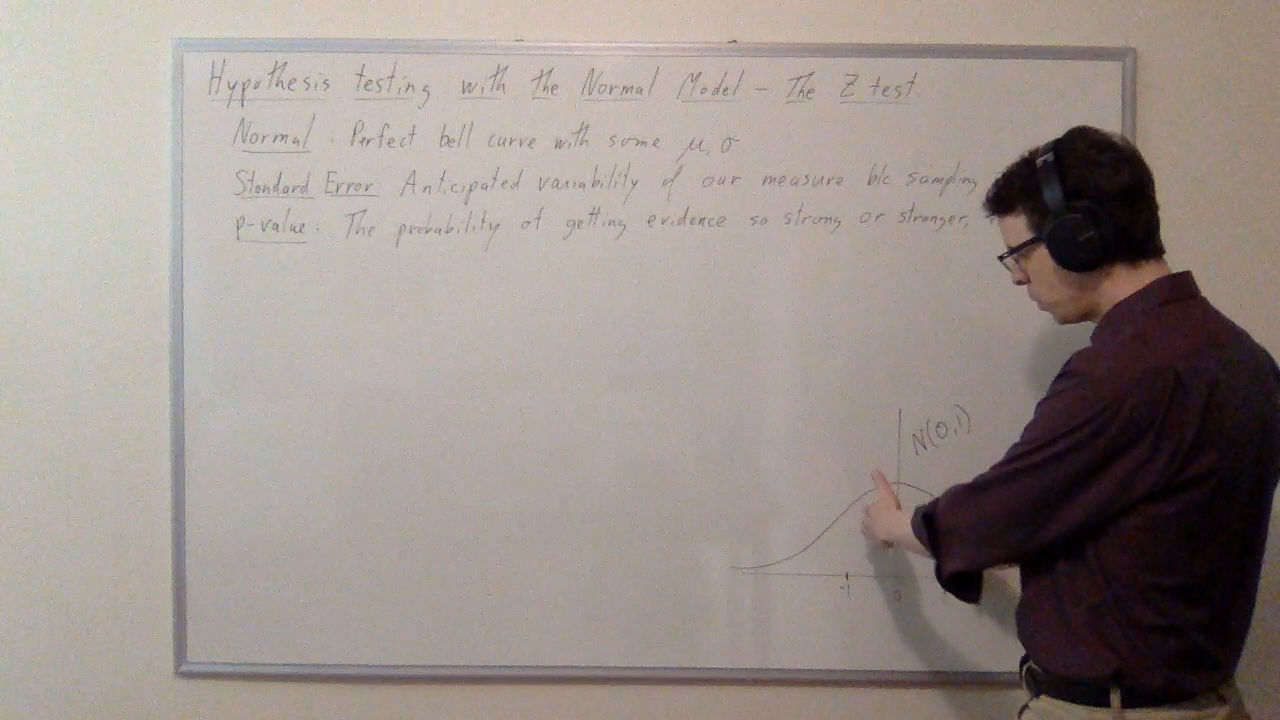 Hypothesis testing with the Normal Model - The Z test.
Normal: Perfect bell curve with some μ, σ
Standard Error: Anticipated variability of our measure b/c sampling
p-value: The probability of getting evidence so strong or stronger,
N(0,1)
-1 0